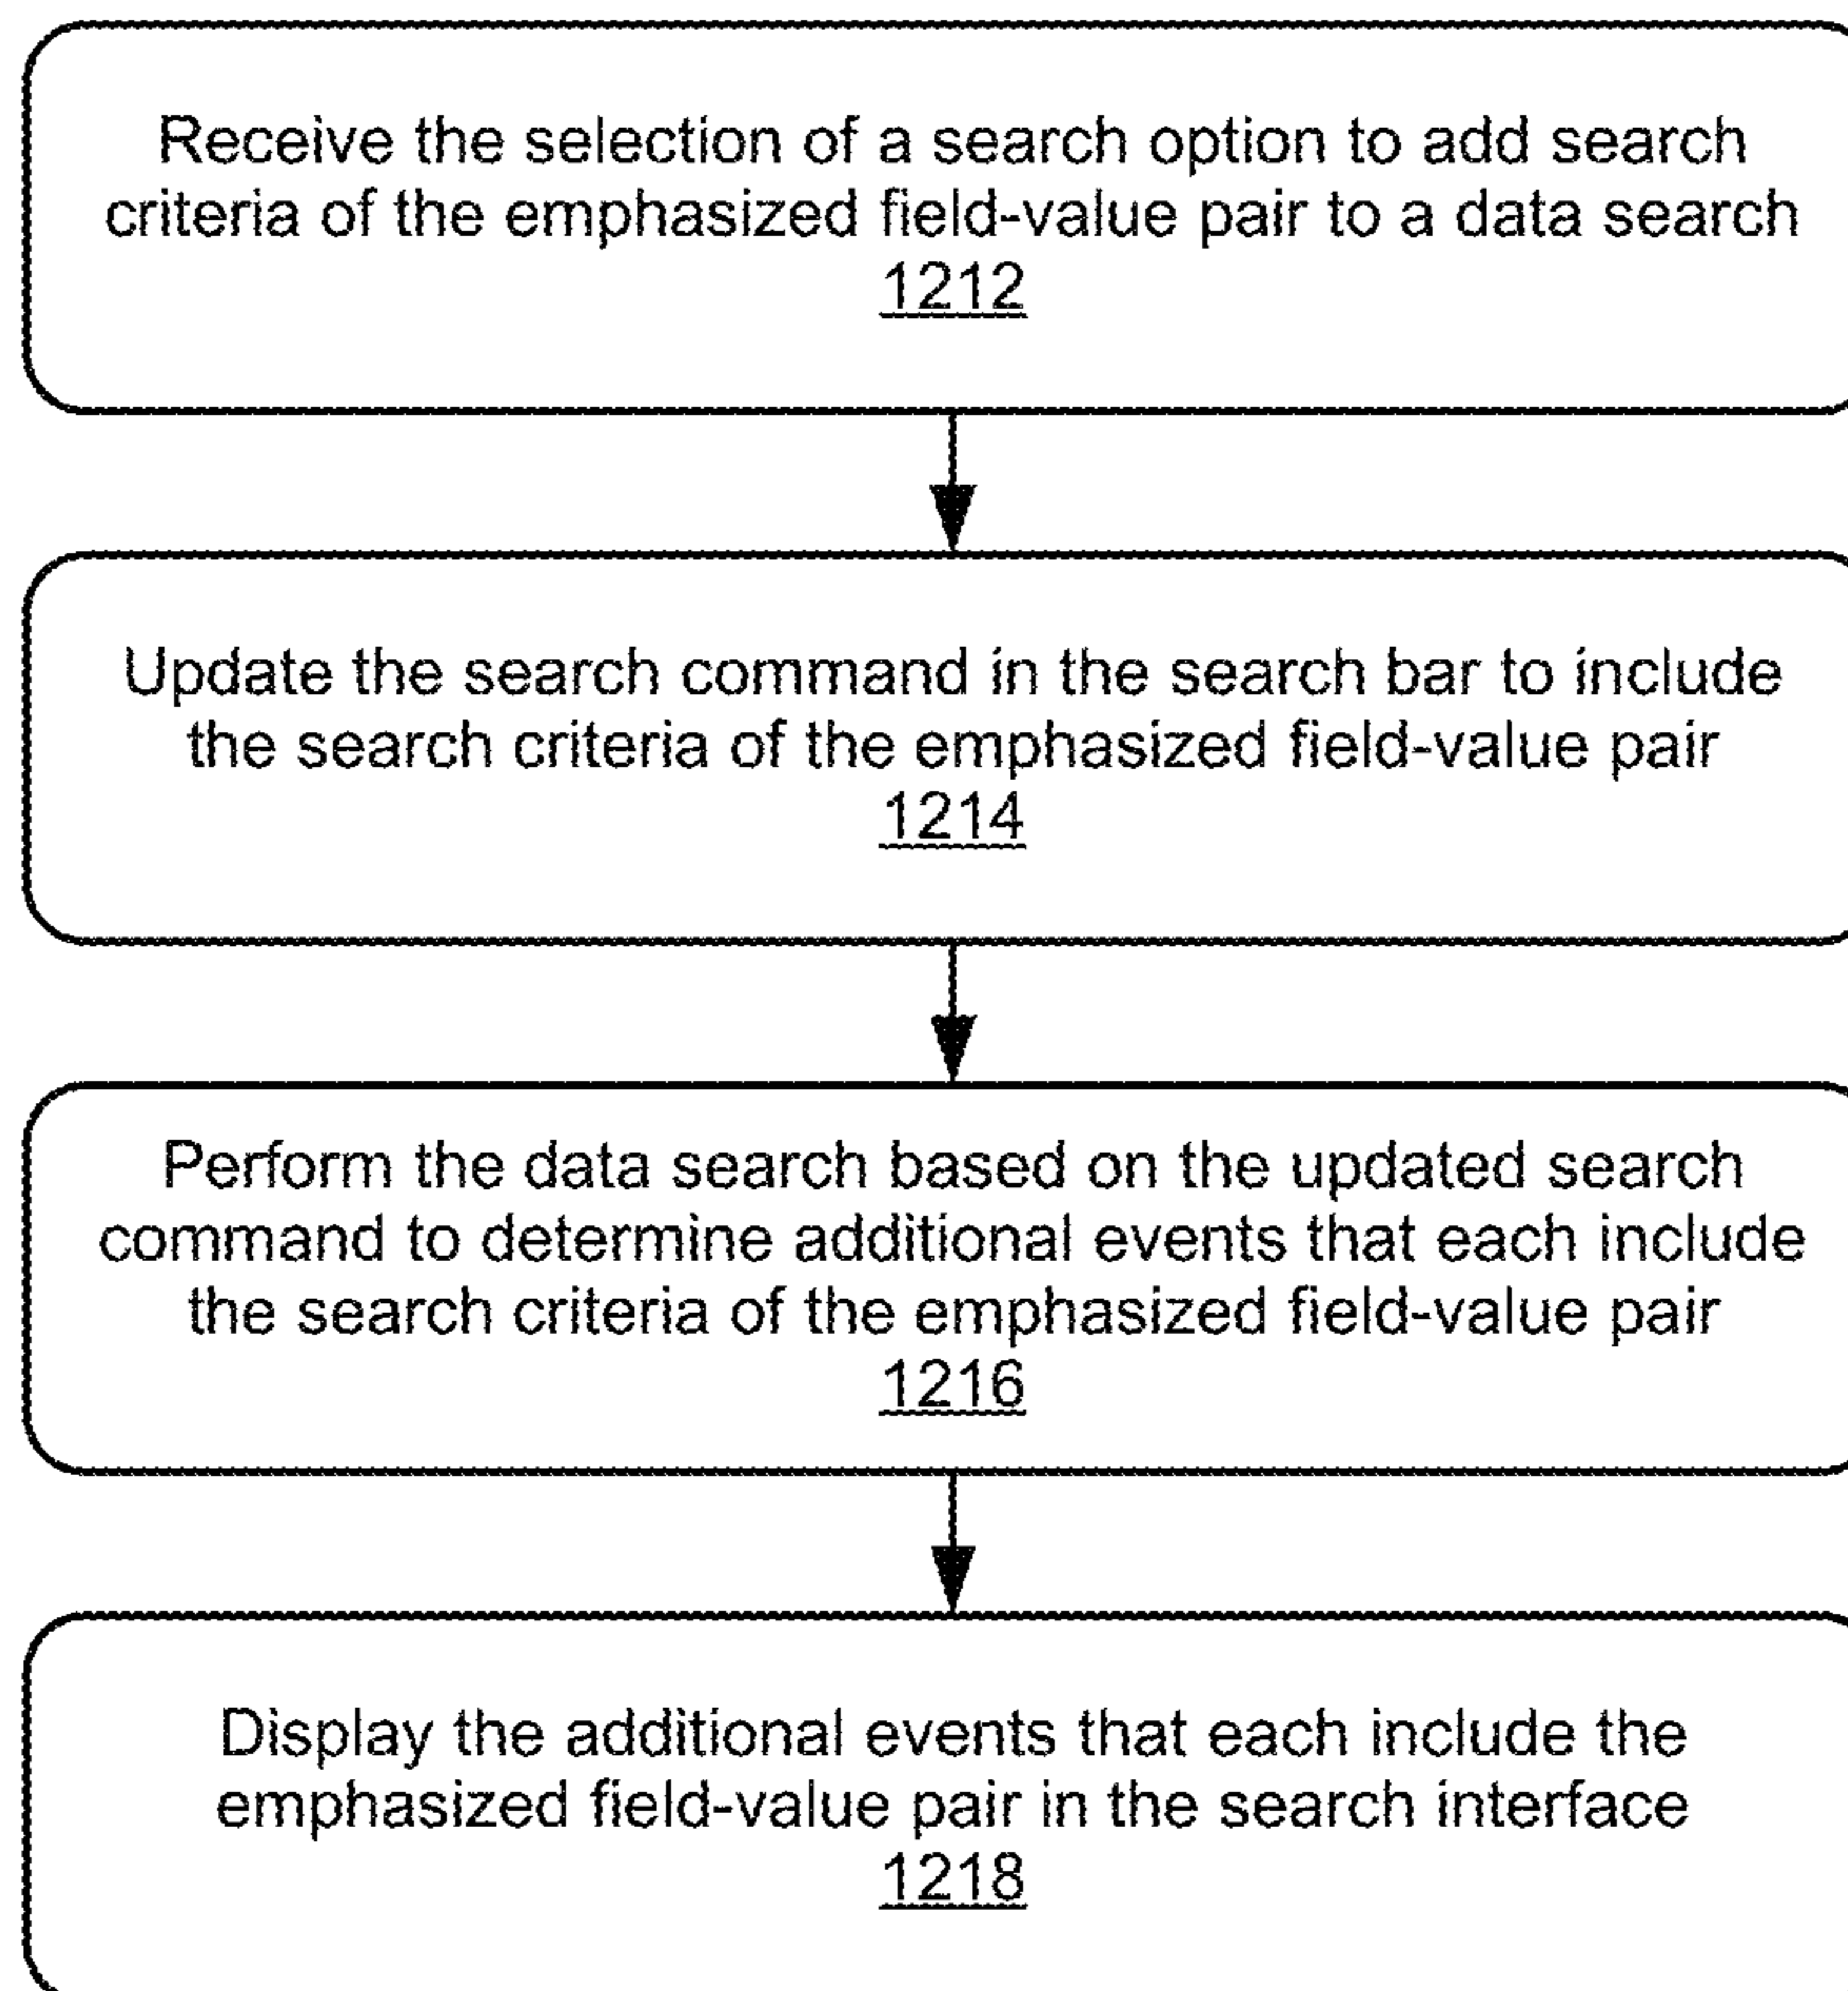 Receive the selection of a search option to add search
criteria of the emphasized field-value pair to a data search
1212
Update the search command in the search bar to include
the search criteria of the emphasized field-value pair
1214
Perform the data search based on the updated search
command to determine additional events that each include
the search criteria of the emphasized field-value pair
1216
Display the additional events that each include the
emphasized field-value pair in the search interface
1218